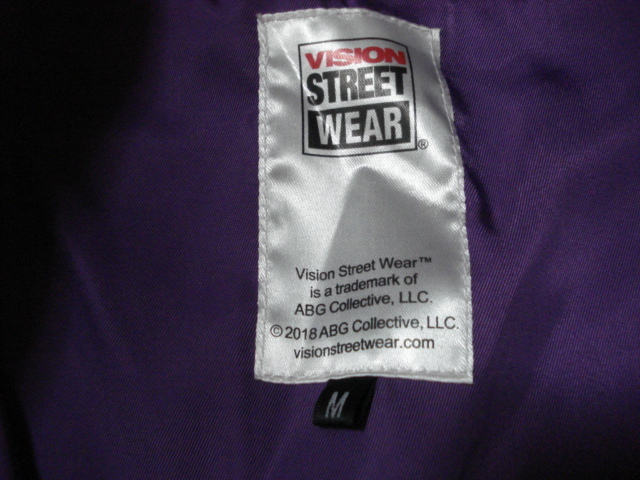 VISION
STREET
WEAR®
Vision Street Wear™
is a trademark of
ABG Collective, LLC.
©2018 ABG Collective, LLC.
visionstreetwear.com
M